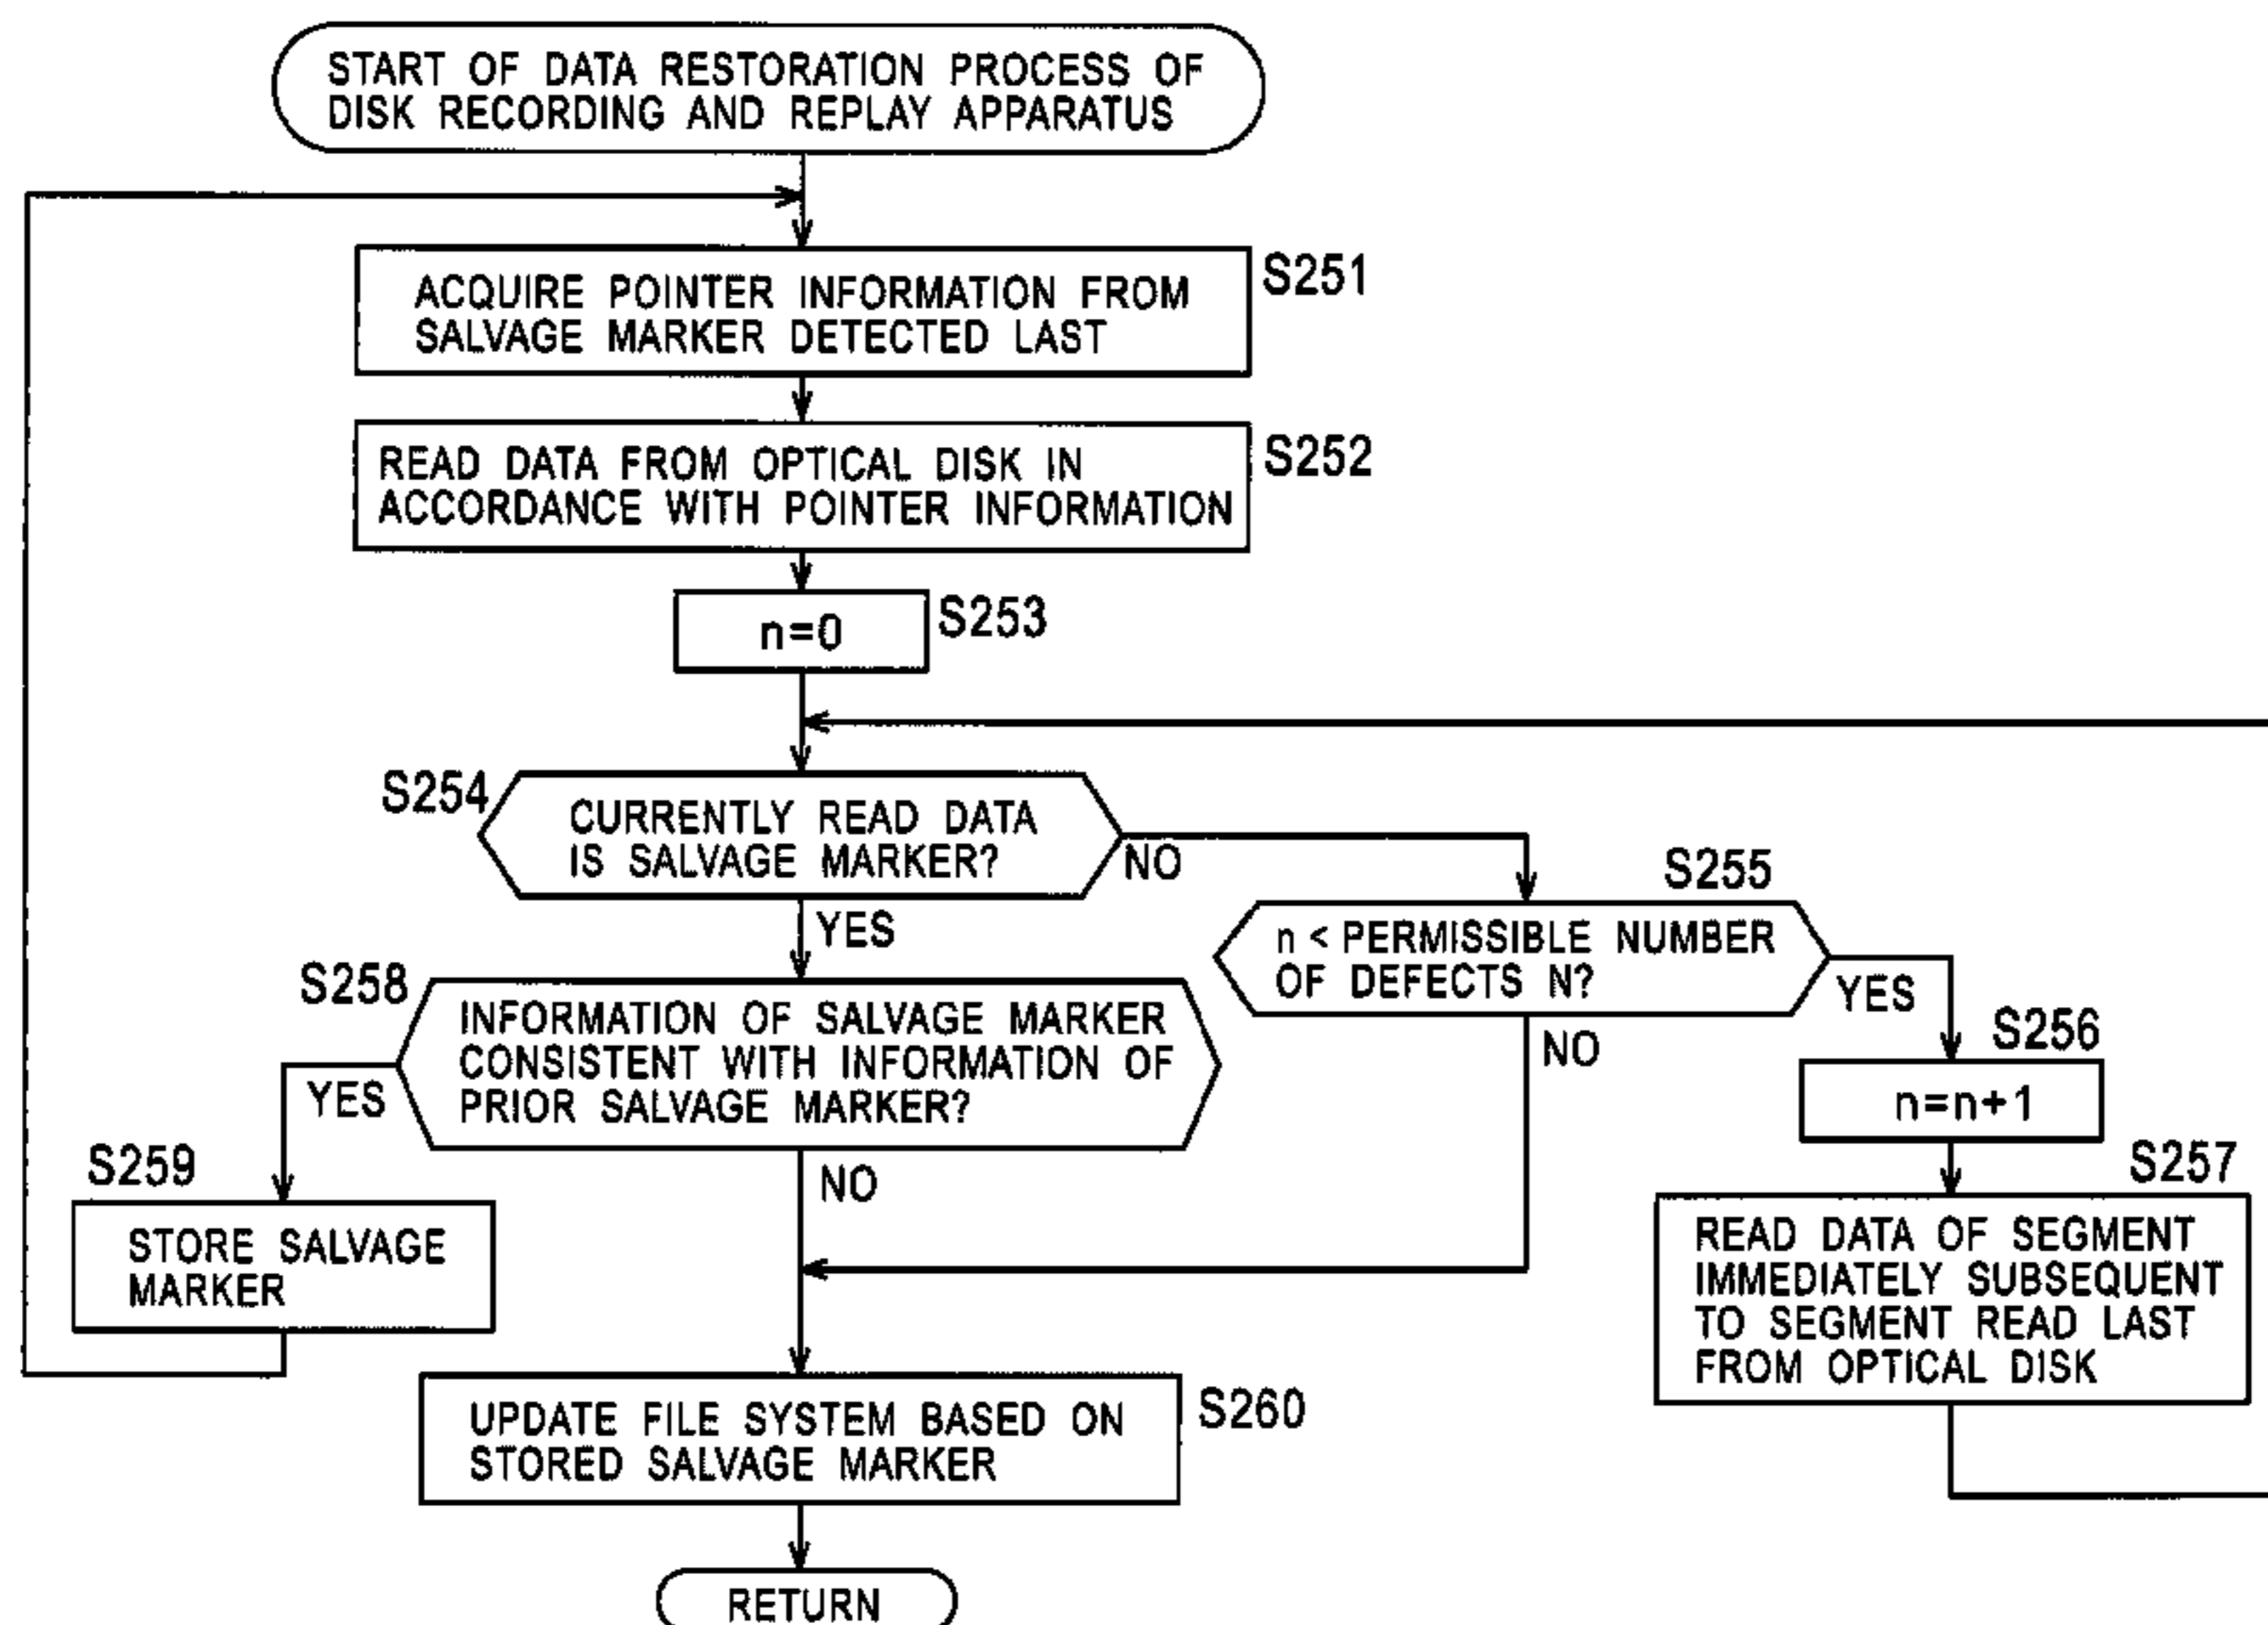 START OF DATA RESTORATION PROCESS OF
DISK RECORDING AND REPLAY APPARATUS
S251
ACQUIRE POINTER INFORMATION FROM
SALVAGE MARKER DETECTED LAST
S252
READ DATA FROM OPTICAL DISK IN
ACCORDANCE WITH POINTER INFORMATION
S253
n=0
S254
CURRENTLY READ DATA
IS SALVAGE MARKER?
NO
YES
S255
n < PERMISSIBLE NUMBER
OF DEFECTS N?
YES
NO
S256
n=n+1
S257
READ DATA OF SEGMENT
IMMEDIATELY SUBSEQUENT
TO SEGMENT READ LAST
FROM OPTICAL DISK
S258
INFORMATION OF SALVAGE MARKER
CONSISTENT WITH INFORMATION OF
PRIOR SALVAGE MARKER?
YES
NO
S259
STORE SALVAGE
MARKER
S260
UPDATE FILE SYSTEM BASED ON
STORED SALVAGE MARKER
RETURN